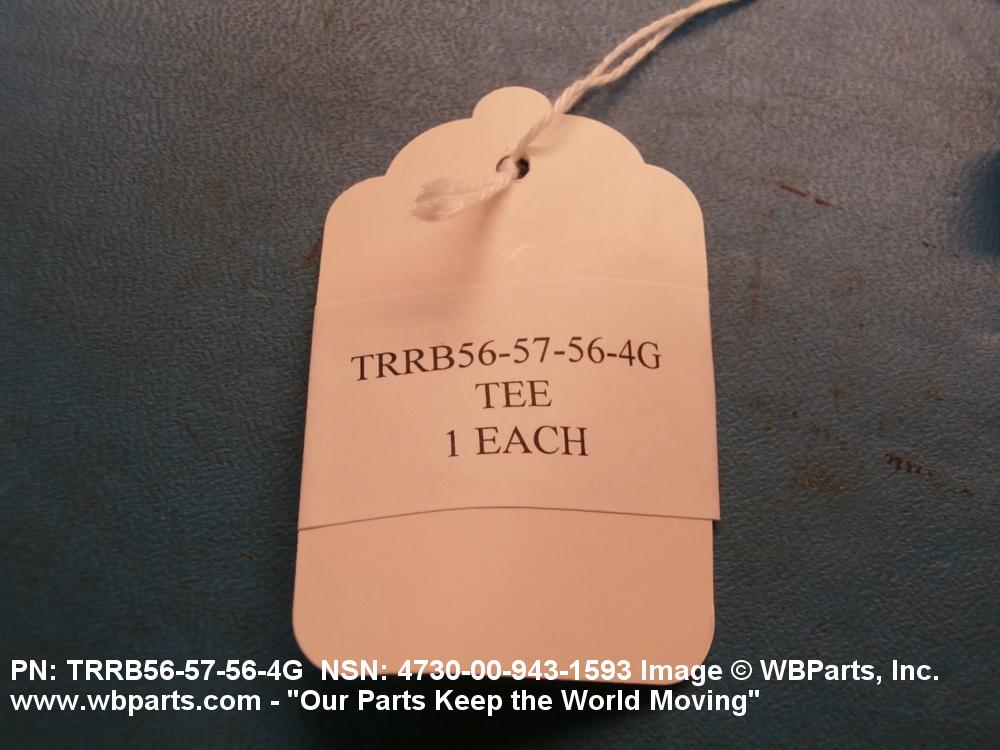 TRRB56-57-56-4G
TEE
1 EACH
PN: TRRB56-57-56-4G  NSN: 4730-00-943-1593 Image © WBParts, Inc.
www.wbparts.com - "Our Parts Keep the World Moving"